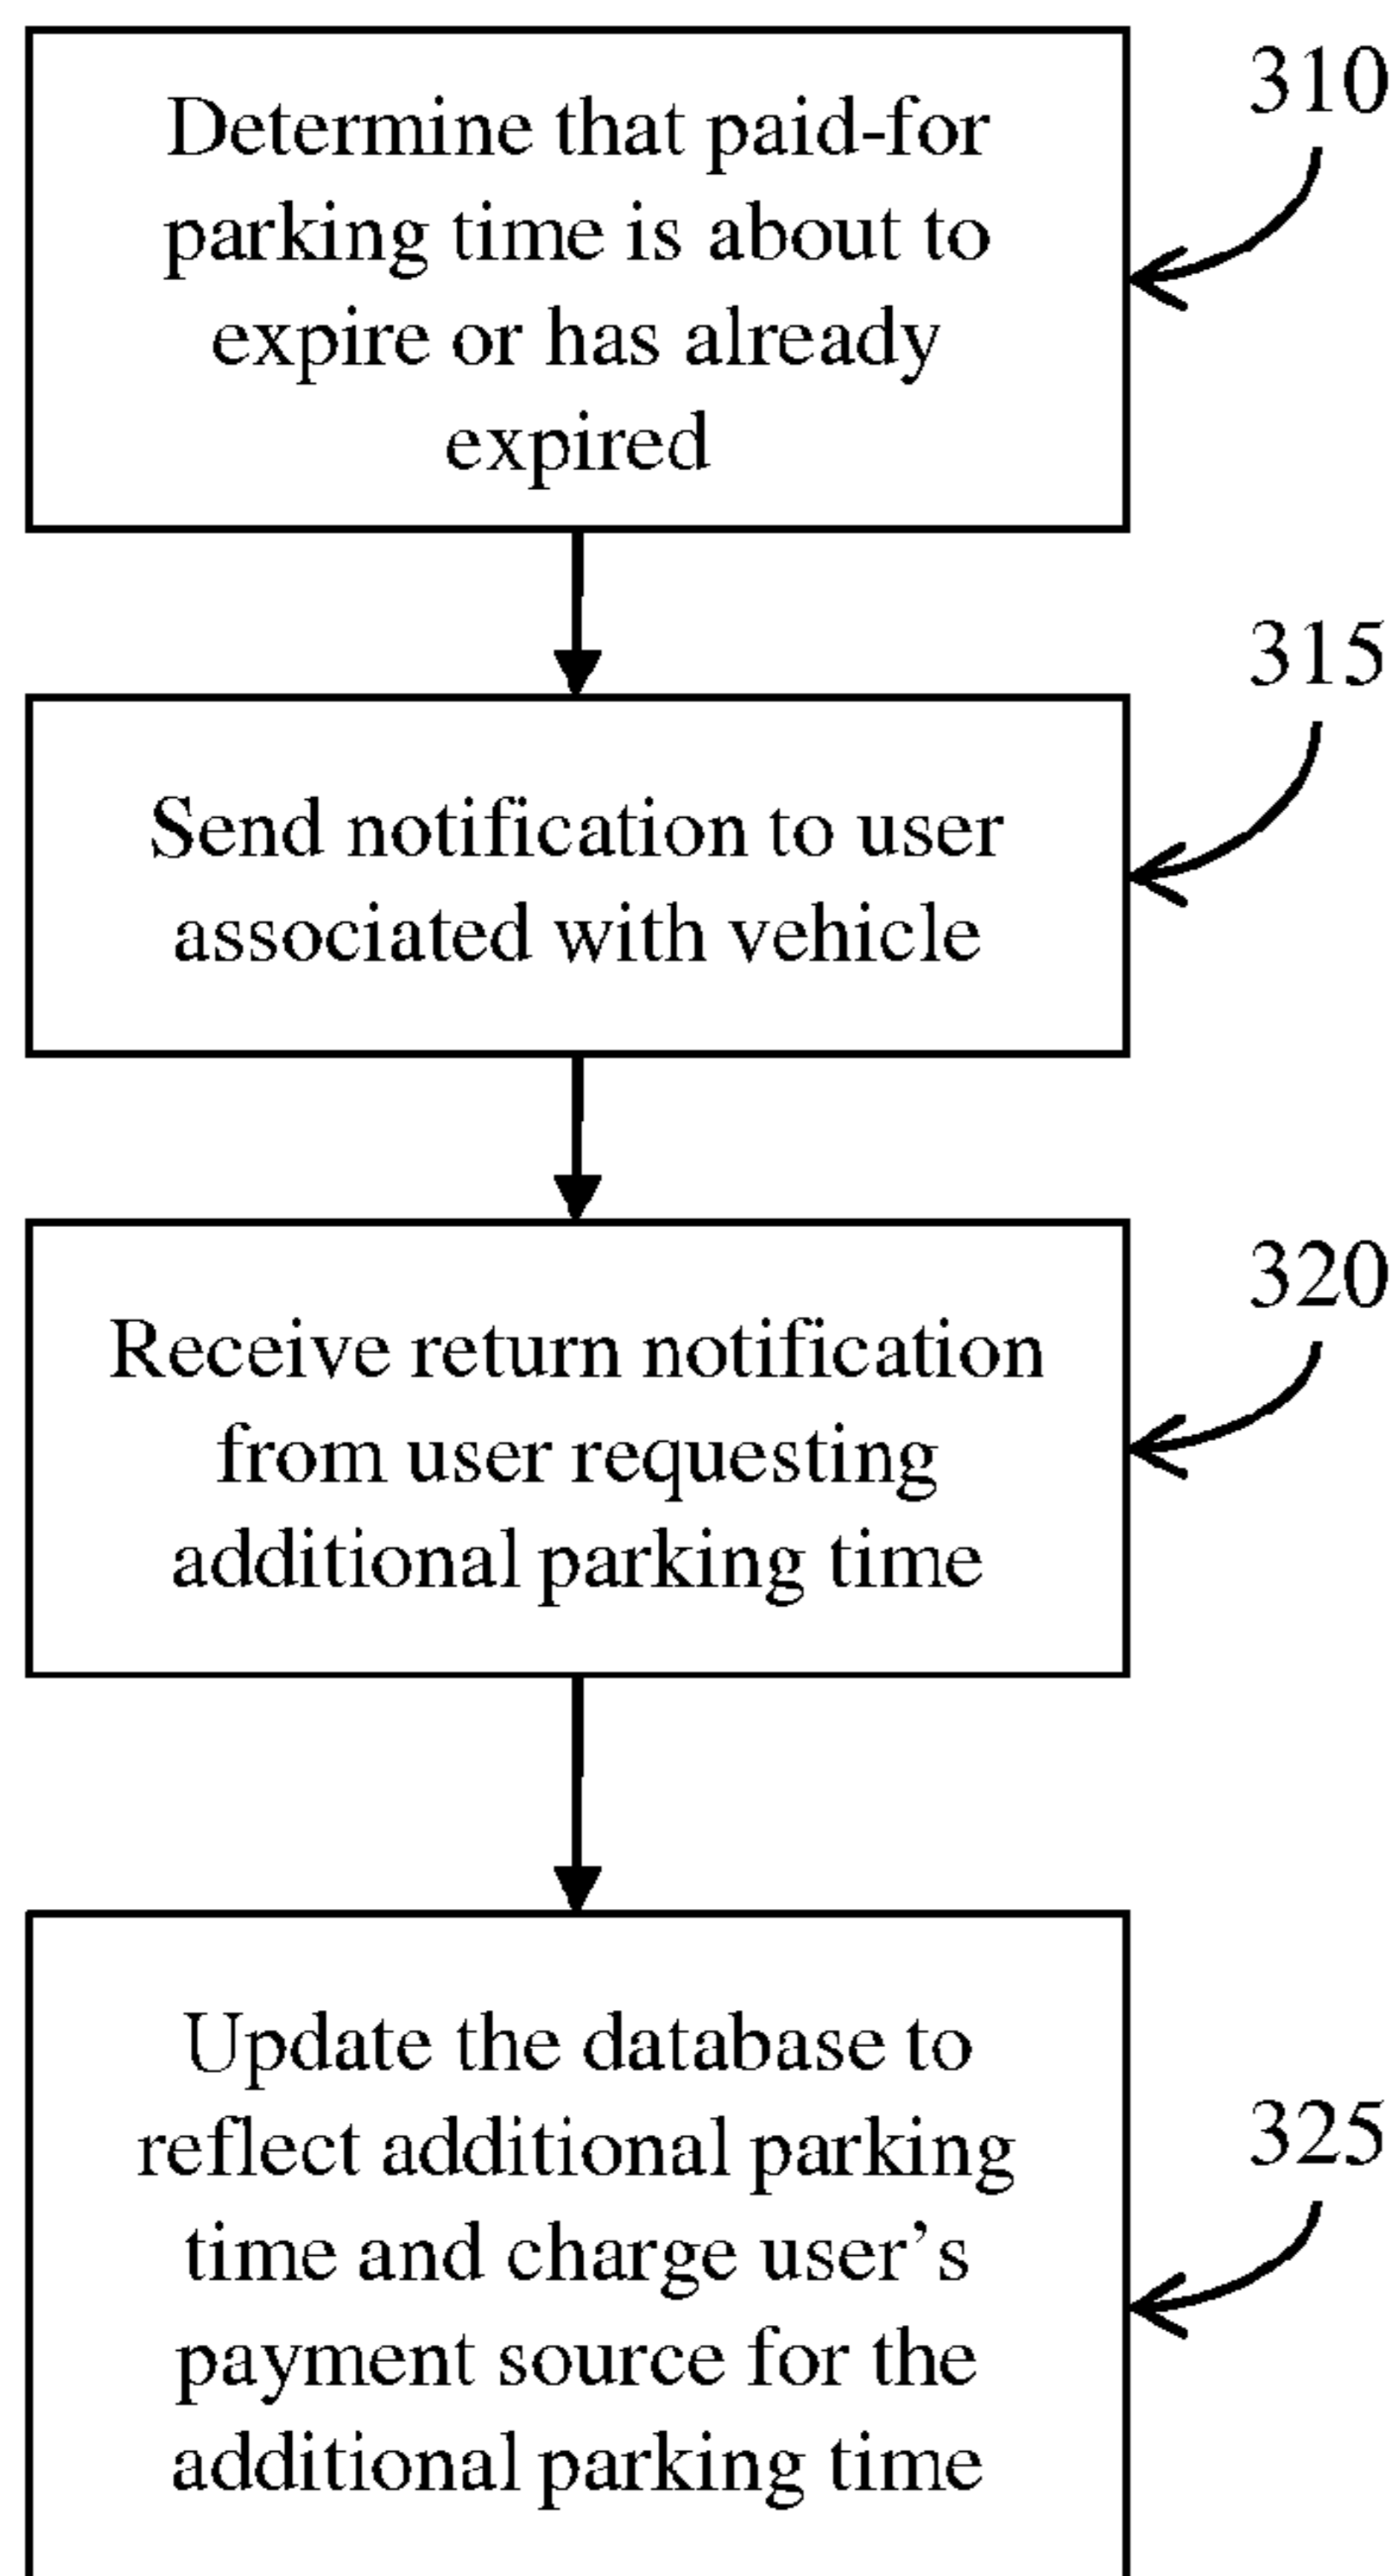 310
Determine that paid-for
parking time is about to
expire or has already
expired
315
Send notification to user
associated with vehicle
320
Receive return notification
from user requesting
additional parking time
325
Update the database to
reflect additional parking
time and charge user’s
payment source for the
additional parking time